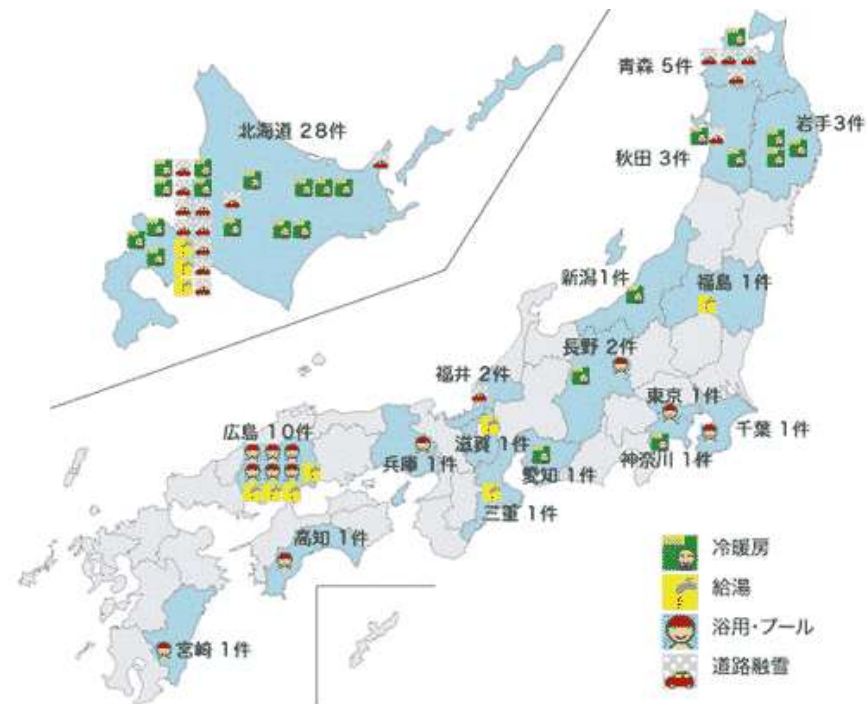 北海道 28件
青森 5件
岩手3件
秋田 3件
新潟1件
福島 1件
長野 2件
福井 2件
東京 1件
千葉 1件
広島 10件
兵庫 1件
滋賀 1件
愛知 1件
神奈川 1件
三重 1件
高知 1件
宮崎 1件
冷暖房
給湯
浴用・プール
道路融雪